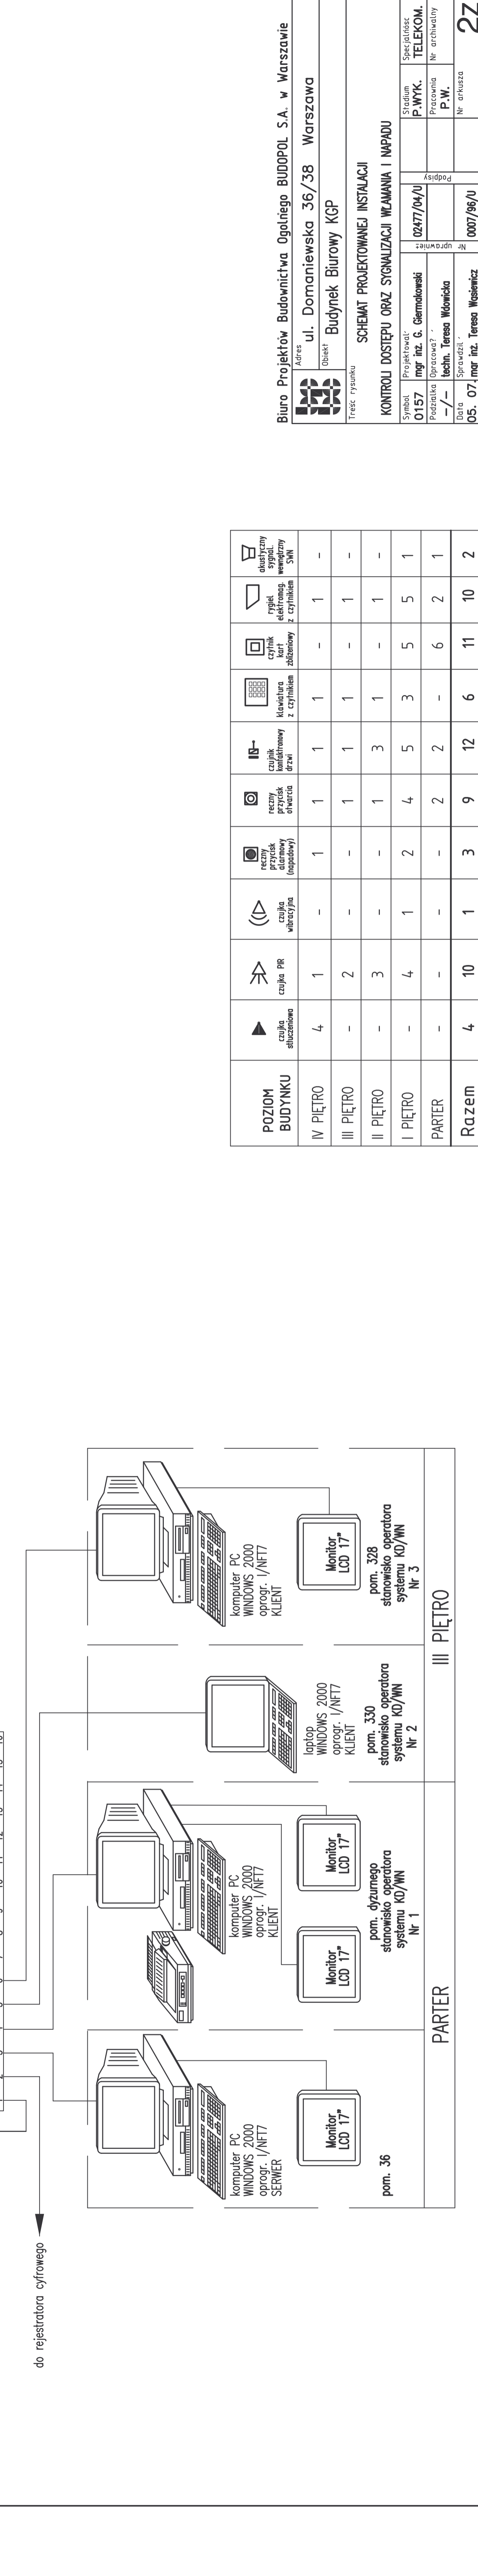 do rejestratora cyfrowego
komputer PC
WINDOWS 2000
oprogr. I/NFT7
SERWER
Monitor
LCD 17"
pom. 36
komputer PC
WINDOWS 2000
oprogr. I/NFT7
KLIENT
Monitor
LCD 17"
Monitor
LCD 17"
pom. dyżurnego
stanowisko operatora
systemu KD/WN
Nr 1
PARTER
laptop
WINDOWS 2000
oprogr. I/NFT7
KLIENT
pom. 330
stanowisko operatora
systemu KD/WN
Nr 2
komputer PC
WINDOWS 2000
oprogr. I/NFT7
KLIENT
Monitor
LCD 17"
pom. 328
stanowisko operatora
systemu KD/WN
Nr 3
III PIĘTRO
POZIOM
BUDYNKU
czujka
stłuczeniowa
czujka PIR
czujka
wibracyjna
reczny
przycisk
alarmowy
(napadowy)
reczny
przycisk
otwarcia
czujnik
kontaktronowy
drzwi
klawiatura
z czytnikiem
czytnik
kart
zbliżeniowy
rygiel
elektromag.
z czytnikiem
akustyczny
sygnal.
wewnętrzny
SWN
IV PIĘTRO 4 1 - 1 1 1 1 - 1 -
III PIĘTRO - 2 - - 1 1 1 - 1 -
II PIĘTRO - 3 - - 1 3 1 - 1 -
I PIĘTRO - 4 1 2 4 5 3 5 5 1
PARTER - - - - 2 2 - 6 2 1
Razem 4 10 1 3 9 12 6 11 10 2
Biuro Projektów Budownictwa Ogólnego BUDOPOL S.A. w Warszawie
Adres
ul. Domaniewska 36/38 Warszawa
Obiekt
Budynek Biurowy KGP
Treść rysunku
SCHEMAT PROJEKTOWANEJ INSTALACJI
KONTROLI DOSTĘPU ORAZ SYGNALIZACJI WŁAMANIA I NAPADU
Symbol
0157
Projektował
mgr inż. G. Giermakowski
Nr uprawnień
02477/04/U
Podpisy
Stadium
P.WYK.
Specjalność
TELEKOM.
Podziałka
-/-
Opracowa?
techn. Teresa Wdowicka
Pracownia
P.W.
Nr archiwalny
Data
05. 07.
Sprawdził
mgr inż. Teresa Wąsiewicz
0007/96/U
Nr arkusza
2Z